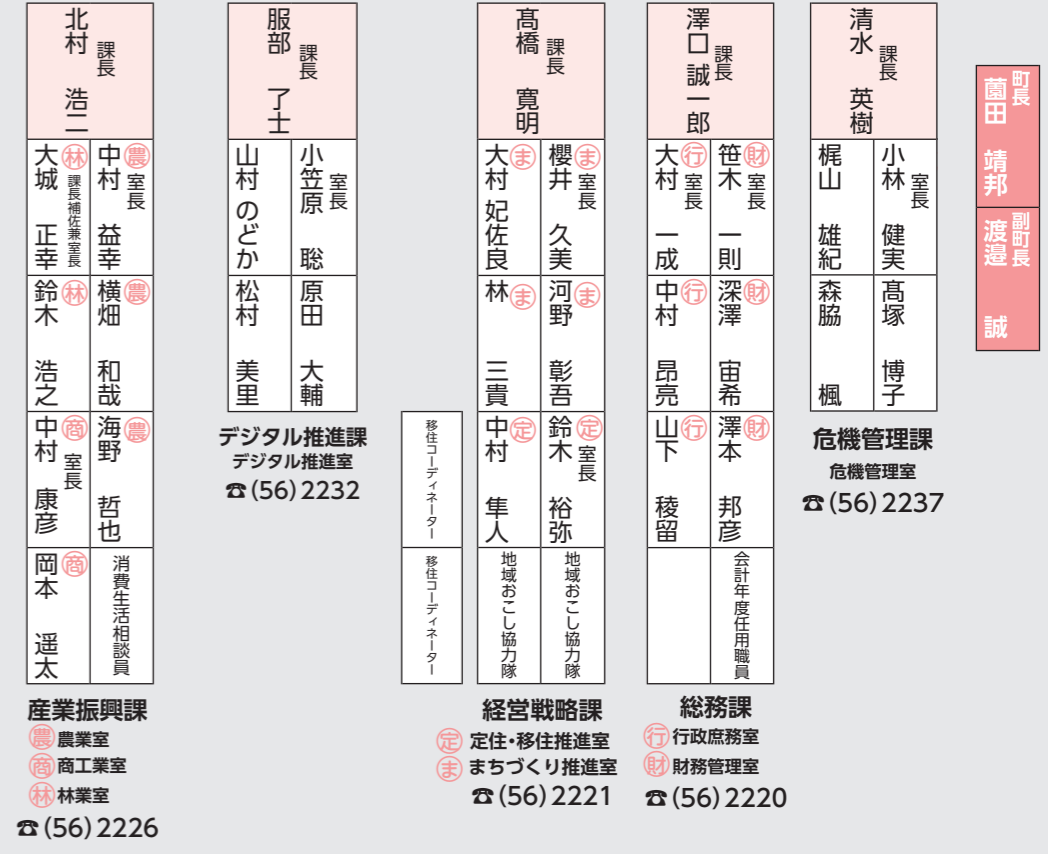 町長
薗田 靖邦
副町長
渡邉 誠
課長
清水 英樹
室長
小林 健実
梶山 雄紀
髙塚 博子
森脇 楓
危機管理課
危機管理室
☎(56)2237
課長
澤口 誠一郎
財 室長
笹木 一則
行 室長
大村 一成
財
深澤 宙希
行
中村 昂亮
財
澤本 邦彦
行
山下 稜留
会計年度任用職員
総務課
行 行政庶務室
財 財務管理室
☎(56)2220
課長
髙橋 寛明
ま 室長
櫻井 久美
ま
大村 妃佐良
ま
河野 彰吾
ま
林 三貴
定 室長
鈴木 裕弥
定
中村 隼人
地域おこし協力隊
地域おこし協力隊
移住コーディネーター
移住コーディネーター
経営戦略課
定 定住・移住推進室
ま まちづくり推進室
☎(56)2221
課長
服部 了士
室長
小笠原 聡
山村 のどか
原田 大輔
松村 美里
デジタル推進課
デジタル推進室
☎(56)2232
課長
北村 浩二
農 室長
中村 益幸
林 課長補佐兼室長
大城 正幸
農
横畑 和哉
林
鈴木 浩之
農
海野 哲也
商 室長
中村 康彦
消費生活相談員
商
岡本 遥太
産業振興課
農 農業室
商 商工業室
林 林業室
☎(56)2226